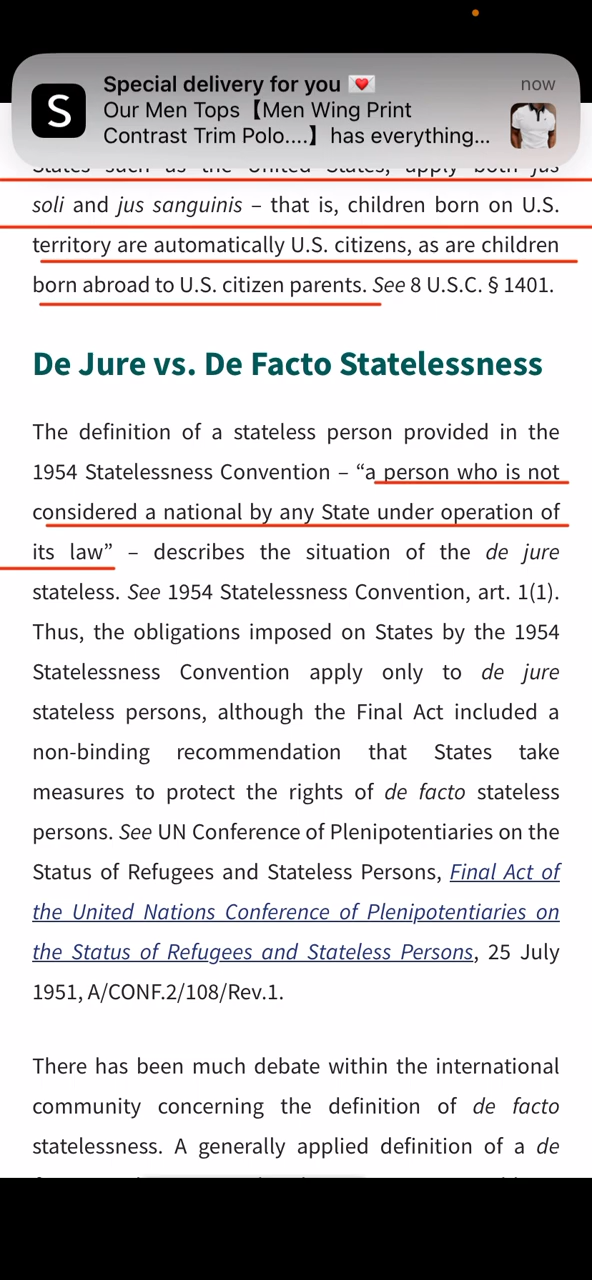 Special delivery for you 💌
now
S
Our Men Tops【Men Wing Print
Contrast Trim Polo....】has everything...
States such as the United States, apply both jus
soli and jus sanguinis – that is, children born on U.S.
territory are automatically U.S. citizens, as are children
born abroad to U.S. citizen parents. See 8 U.S.C. § 1401.
De Jure vs. De Facto Statelessness
The definition of a stateless person provided in the
1954 Statelessness Convention – “a person who is not
considered a national by any State under operation of
its law” – describes the situation of the de jure
stateless. See 1954 Statelessness Convention, art. 1(1).
Thus, the obligations imposed on States by the 1954
Statelessness Convention apply only to de jure
stateless persons, although the Final Act included a
non-binding recommendation that States take
measures to protect the rights of de facto stateless
persons. See UN Conference of Plenipotentiaries on the
Status of Refugees and Stateless Persons, Final Act of
the United Nations Conference of Plenipotentiaries on
the Status of Refugees and Stateless Persons, 25 July
1951, A/CONF.2/108/Rev.1.
There has been much debate within the international
community concerning the definition of de facto
statelessness. A generally applied definition of a de